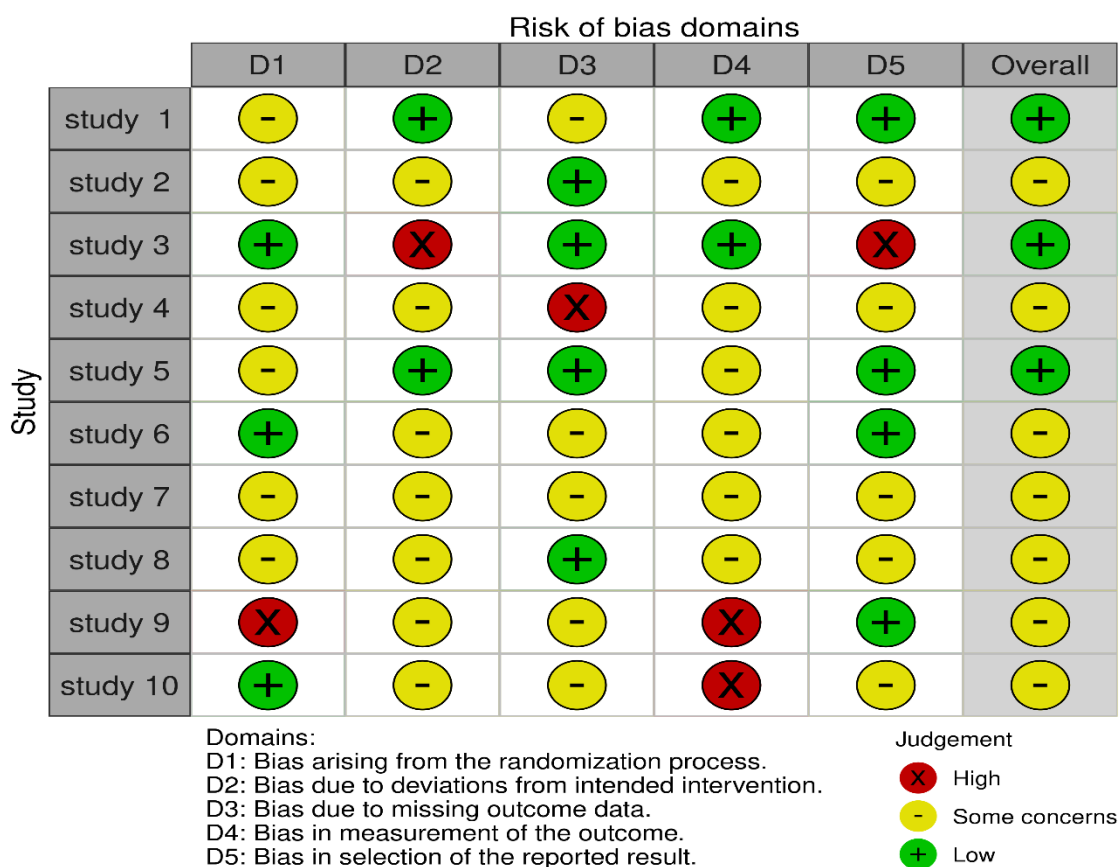 Risk of bias domains
D1 D2 D3 D4 D5 Overall
Study
study 1 - + - + + +
study 2 - - + - - -
study 3 + X + + X +
study 4 - - X - - -
study 5 - + + - + +
study 6 + - - - + -
study 7 - - - - - -
study 8 - - + - - -
study 9 X - - X + -
study 10 + - - X - -
Domains:
D1: Bias arising from the randomization process.
D2: Bias due to deviations from intended intervention.
D3: Bias due to missing outcome data.
D4: Bias in measurement of the outcome.
D5: Bias in selection of the reported result.
Judgement
X High
- Some concerns
+ Low